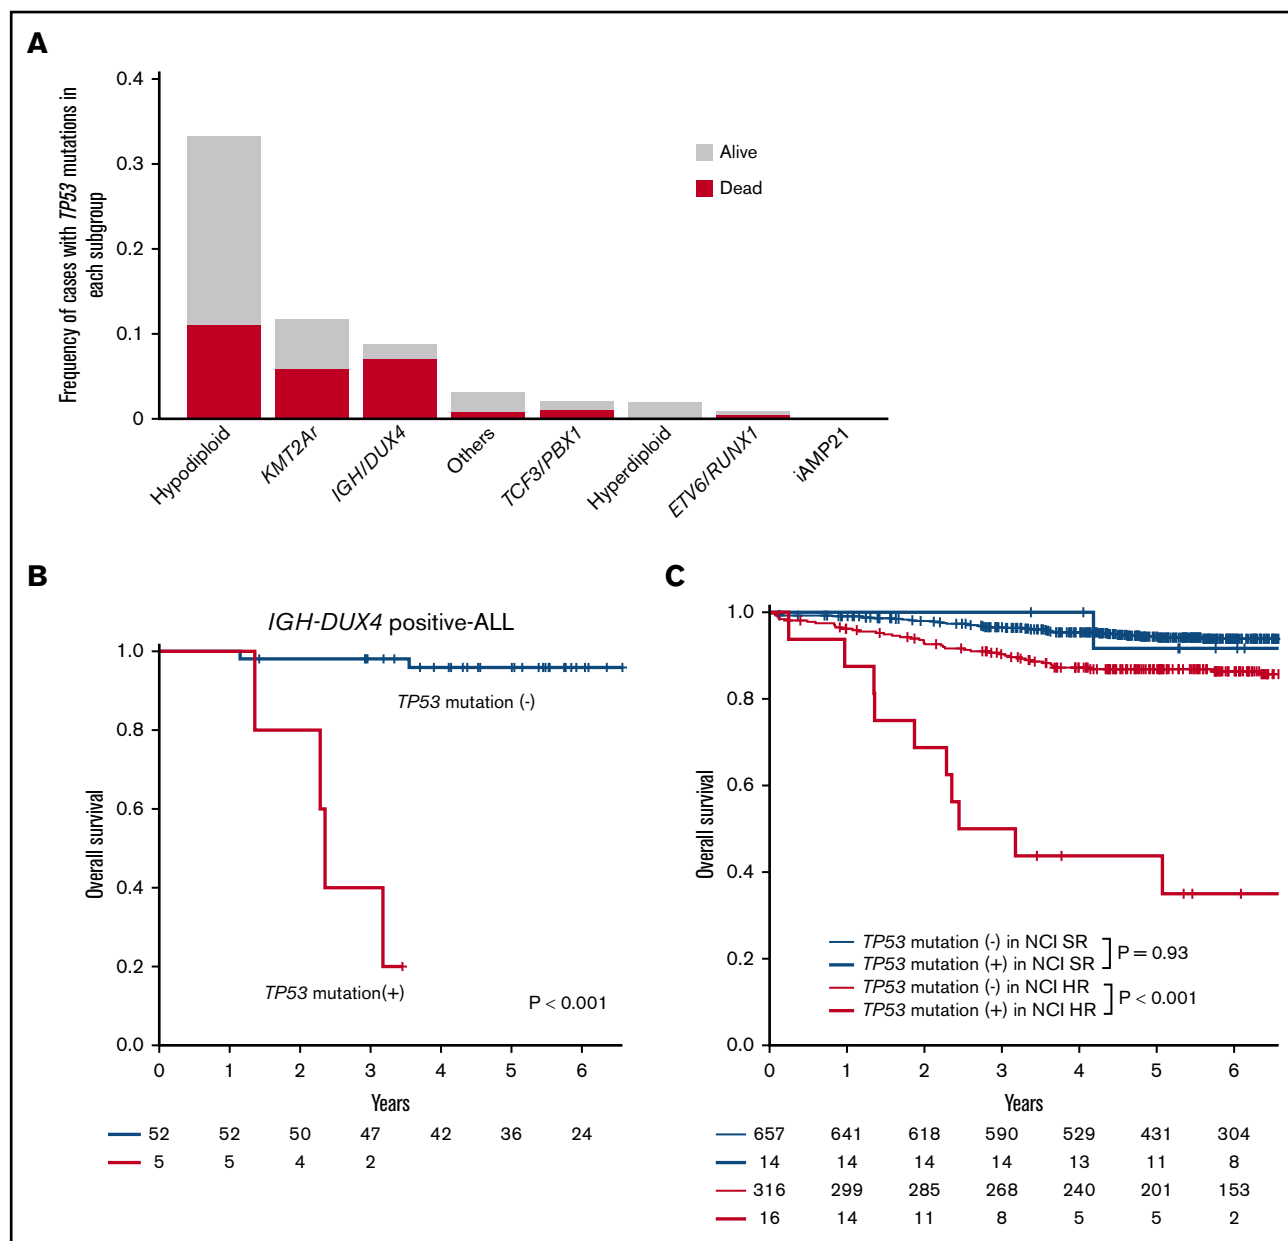 A
0.4
0.3
0.2
0.1
0
Frequency of cases with TP53 mutations in
each subgroup
Alive
Dead
Hypodiploid
KMT2Ar
IGH/DUX4
Others
TCF3/PBX1
Hyperdiploid
ETV6/RUNX1
iAMP21
B
IGH-DUX4 positive-ALL
1.0
0.8
0.6
0.4
0.2
0.0
Overall survival
TP53 mutation (-)
TP53 mutation(+)
P < 0.001
0 1 2 3 4 5 6
Years
52 52 50 47 42 36 24
5 5 4 2
C
1.0
0.8
0.6
0.4
0.2
0.0
Overall survival
TP53 mutation (-) in NCI SR
TP53 mutation (+) in NCI SR
P = 0.93
TP53 mutation (-) in NCI HR
TP53 mutation (+) in NCI HR
P < 0.001
0 1 2 3 4 5 6
Years
657 641 618 590 529 431 304
14 14 14 14 13 11 8
316 299 285 268 240 201 153
16 14 11 8 5 5 2